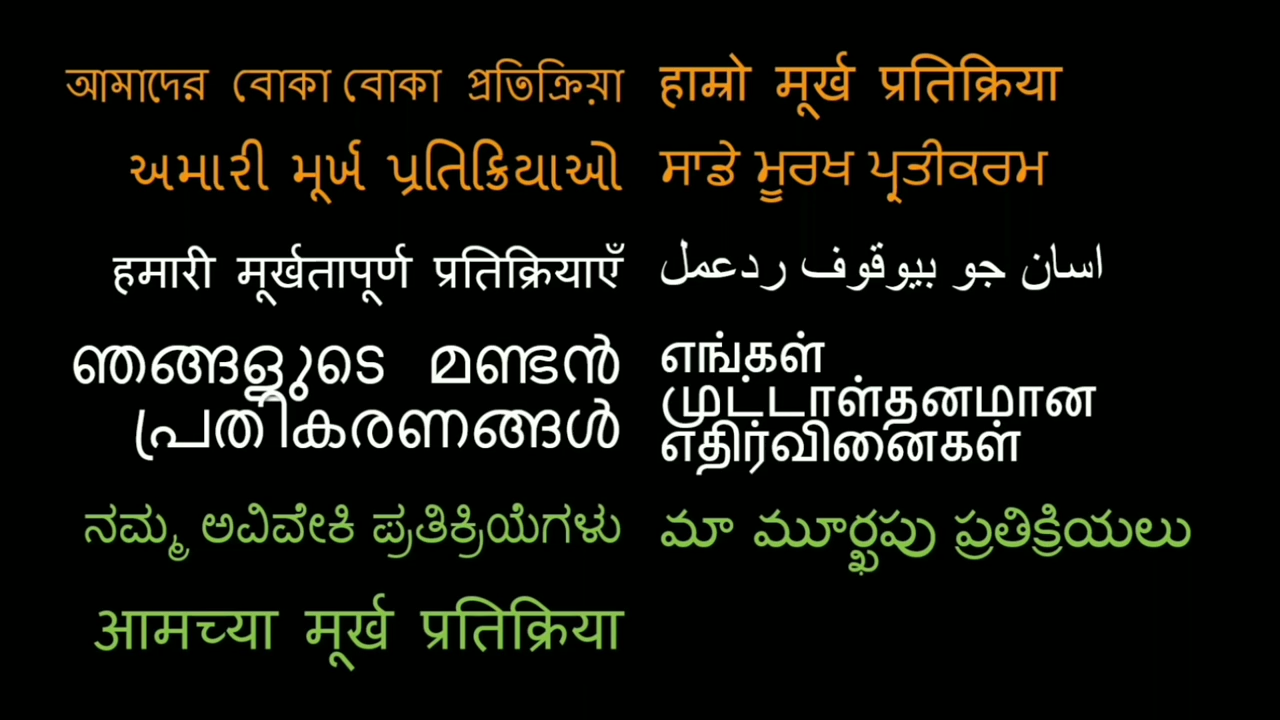 আমাদের বোকা বোকা প্রতিক্রিয়া
हाम्रो मूर्ख प्रतिक्रिया
અમારી મૂર્ખ પ્રતિક્રિયાઓ
ਸਾਡੇ ਮੂਰਖ ਪ੍ਰਤੀਕਰਮ
हमारी मूर्खतापूर्ण प्रतिक्रियाएँ
اسان جو بيوقوف ردعمل
ഞങ്ങളുടെ മണ്ടൻ
പ്രതികരണങ്ങൾ
எங்கள்
முட்டாள்தனமான
எதிர்வினைகள்
ನಮ್ಮ ಅವಿವೇಕಿ ಪ್ರತಿಕ್ರಿಯೆಗಳು
మా మూర్ఖపు ప్రతిక్రియలు
आमच्या मूर्ख प्रतिक्रिया